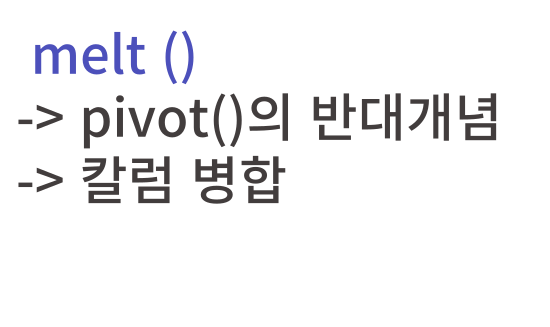 melt ()
-> pivot()의 반대개념
-> 칼럼 병합